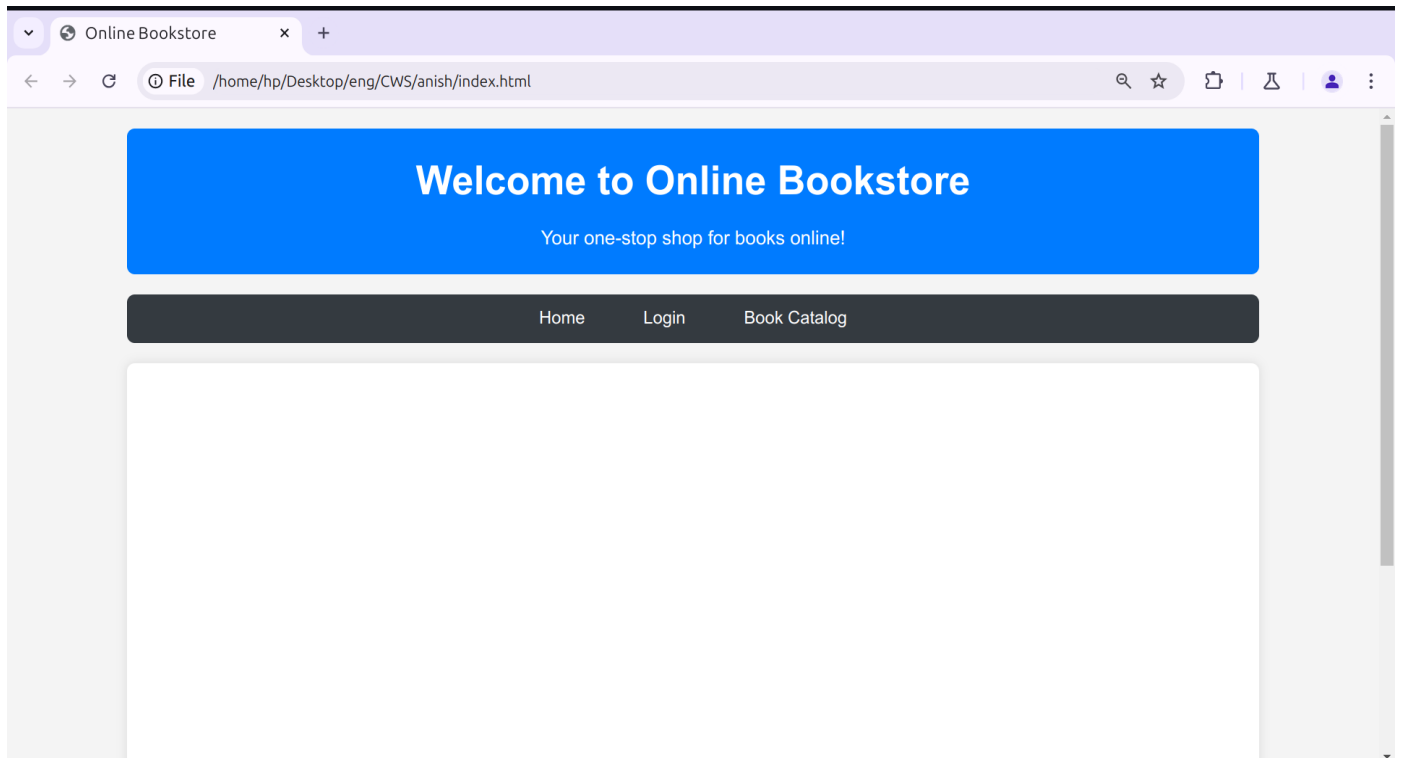 Online Bookstore
File /home/hp/Desktop/eng/CWS/anish/index.html
Welcome to Online Bookstore
Your one-stop shop for books online!
Home Login Book Catalog